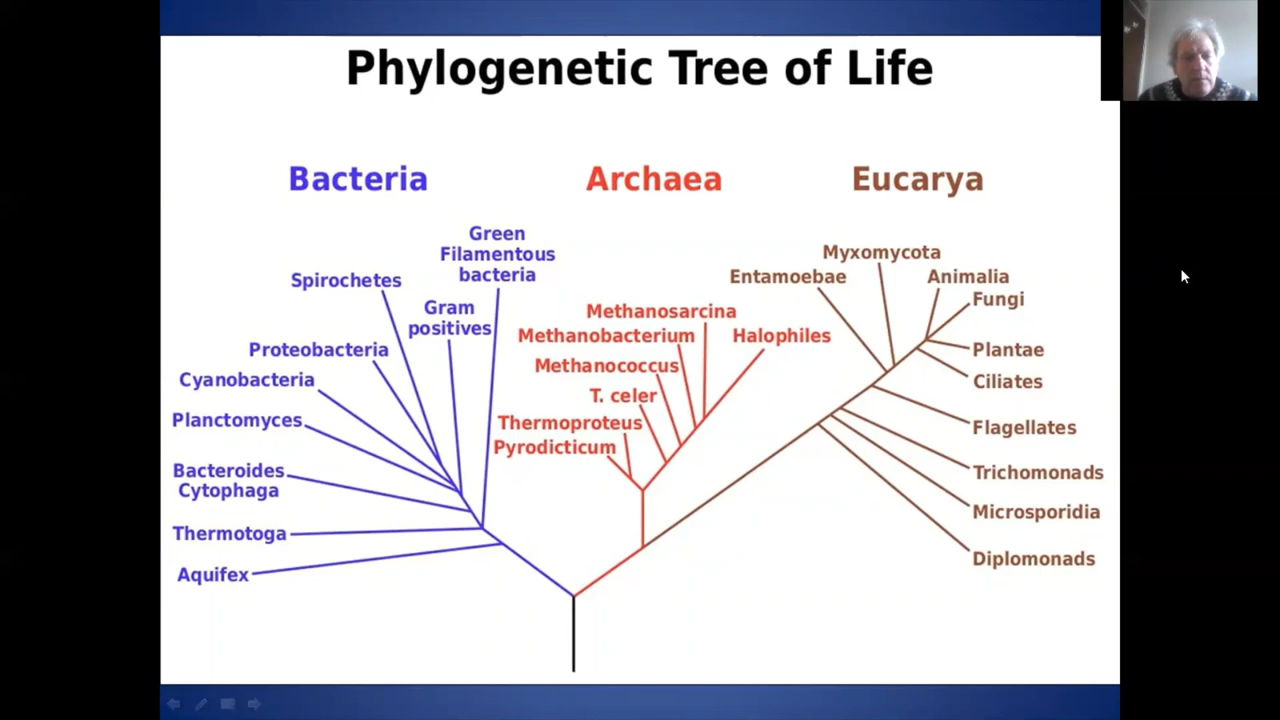 Phylogenetic Tree of Life
Bacteria
Archaea
Eucarya
Green
Filamentous
bacteria
Spirochetes
Gram
positives
Proteobacteria
Cyanobacteria
Planctomyces
Bacteroides
Cytophaga
Thermotoga
Aquifex
Methanosarcina
Methanobacterium
Halophiles
Methanococcus
T. celer
Thermoproteus
Pyrodicticum
Myxomycota
Entamoebae
Animalia
Fungi
Plantae
Ciliates
Flagellates
Trichomonads
Microsporidia
Diplomonads